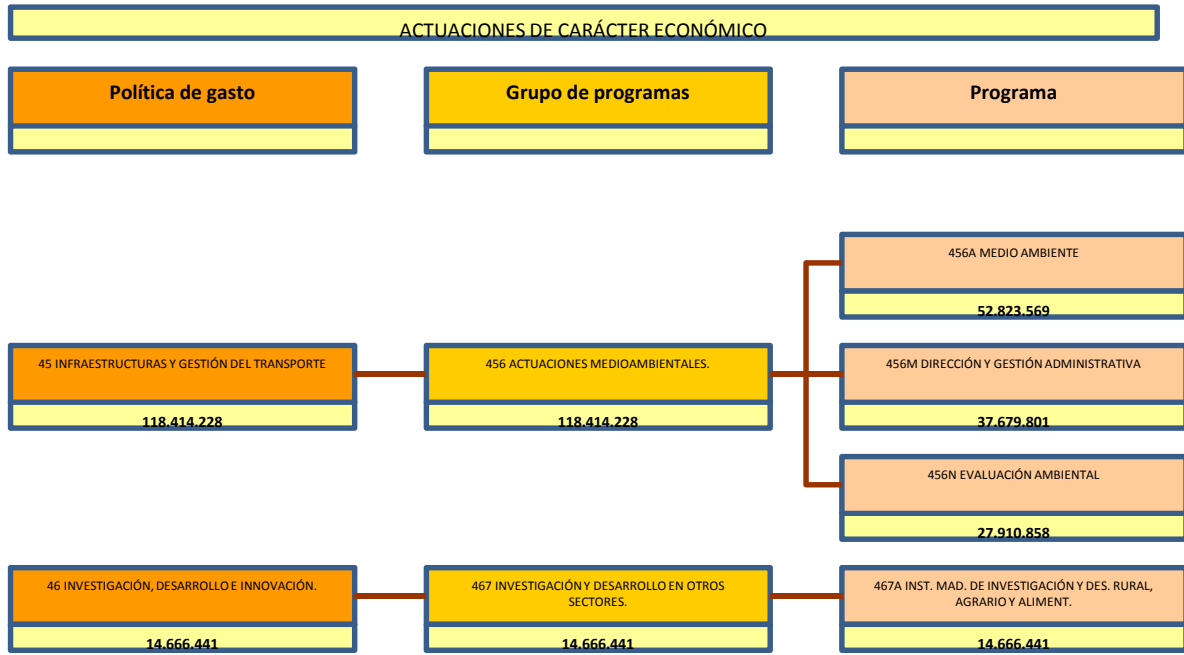 ACTUACIONES DE CARÁCTER ECONÓMICO
Política de gasto
Grupo de programas
Programa
456A MEDIO AMBIENTE
52.823.569
45 INFRAESTRUCTURAS Y GESTIÓN DEL TRANSPORTE
118.414.228
456 ACTUACIONES MEDIOAMBIENTALES.
118.414.228
456M DIRECCIÓN Y GESTIÓN ADMINISTRATIVA
37.679.801
456N EVALUACIÓN AMBIENTAL
27.910.858
46 INVESTIGACIÓN, DESARROLLO E INNOVACIÓN.
14.666.441
467 INVESTIGACIÓN Y DESARROLLO EN OTROS
SECTORES.
14.666.441
467A INST. MAD. DE INVESTIGACIÓN Y DES. RURAL,
AGRARIO Y ALIMENT.
14.666.441